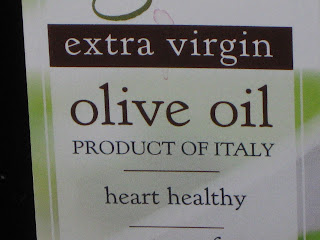 extra virgin
olive oil
PRODUCT OF ITALY
heart healthy